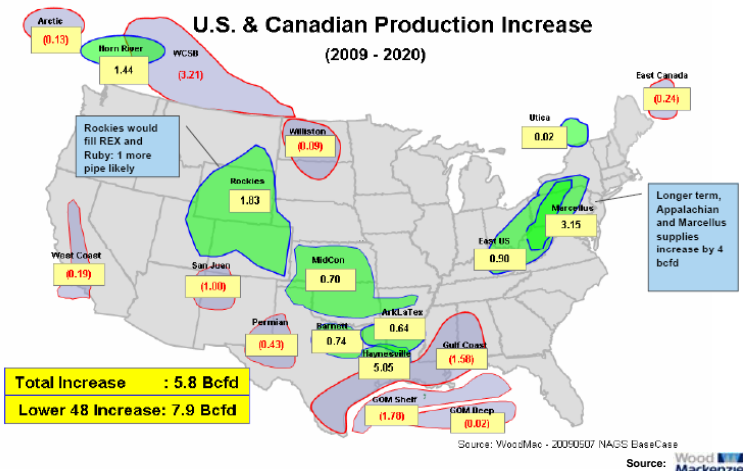 U.S. & Canadian Production Increase
(2009 - 2020)
Arctic
(0.13)
Horn River
1.44
WCSB
(3.21)
East Canada
(0.24)
Utica
0.02
Rockies would
fill REX and
Ruby: 1 more
pipe likely
Williston
(0.09)
Rockies
1.83
Longer term,
Appalachian
and Marcellus
supplies
increase by 4
bcfd
Marcellus
3.15
East US
0.90
West Coast
(0.19)
San Juan
(1.00)
MidCon
0.70
ArkLaTex
0.64
Permian
(0.43)
Barnett
0.74
Haynesville
5.05
Gulf Coast
(1.58)
GOM Shelf
(1.70)
GOM Deep
(0.02)
Total Increase : 5.8 Bcfd
Lower 48 Increase: 7.9 Bcfd
Source: WoodMac - 20090507 NAGS BaseCase
Source: Wood
Mackenzie